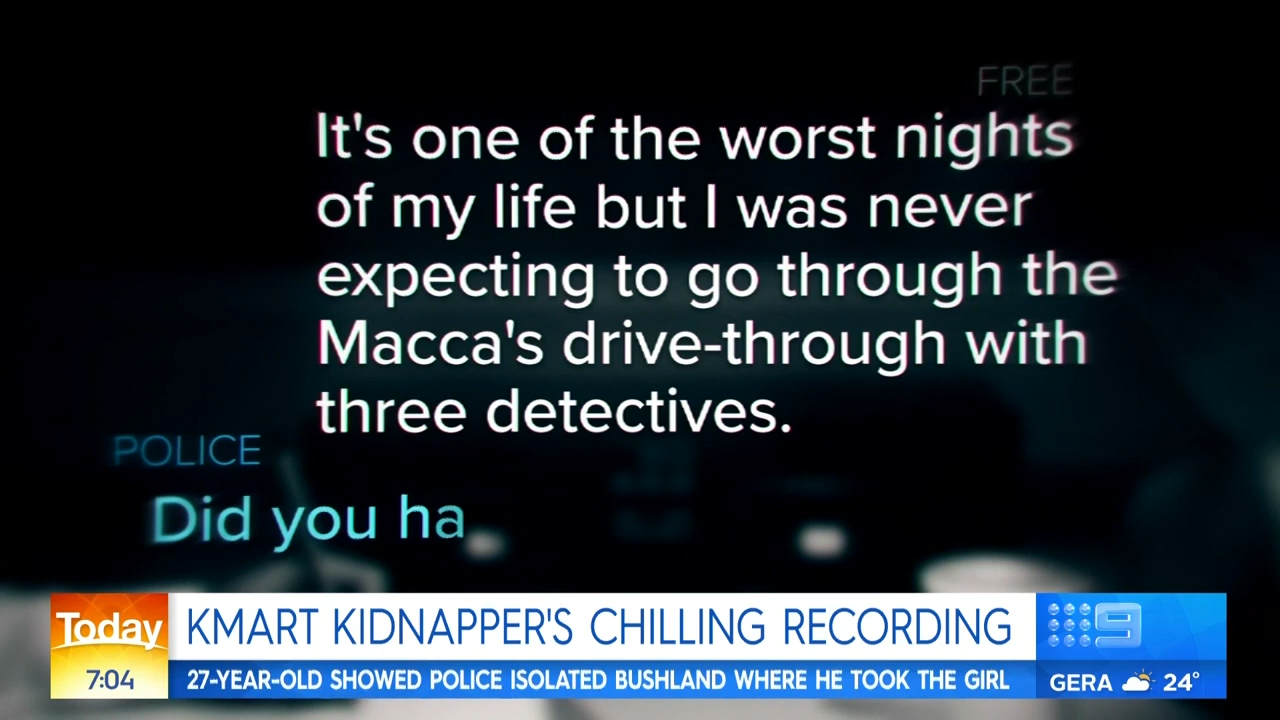 FREE
It's one of the worst nights
of my life but I was never
expecting to go through the
Macca's drive-through with
three detectives.
POLICE
Did you ha
Today
7:04
KMART KIDNAPPER'S CHILLING RECORDING
9
27-YEAR-OLD SHOWED POLICE ISOLATED BUSHLAND WHERE HE TOOK THE GIRL
GERA 24°